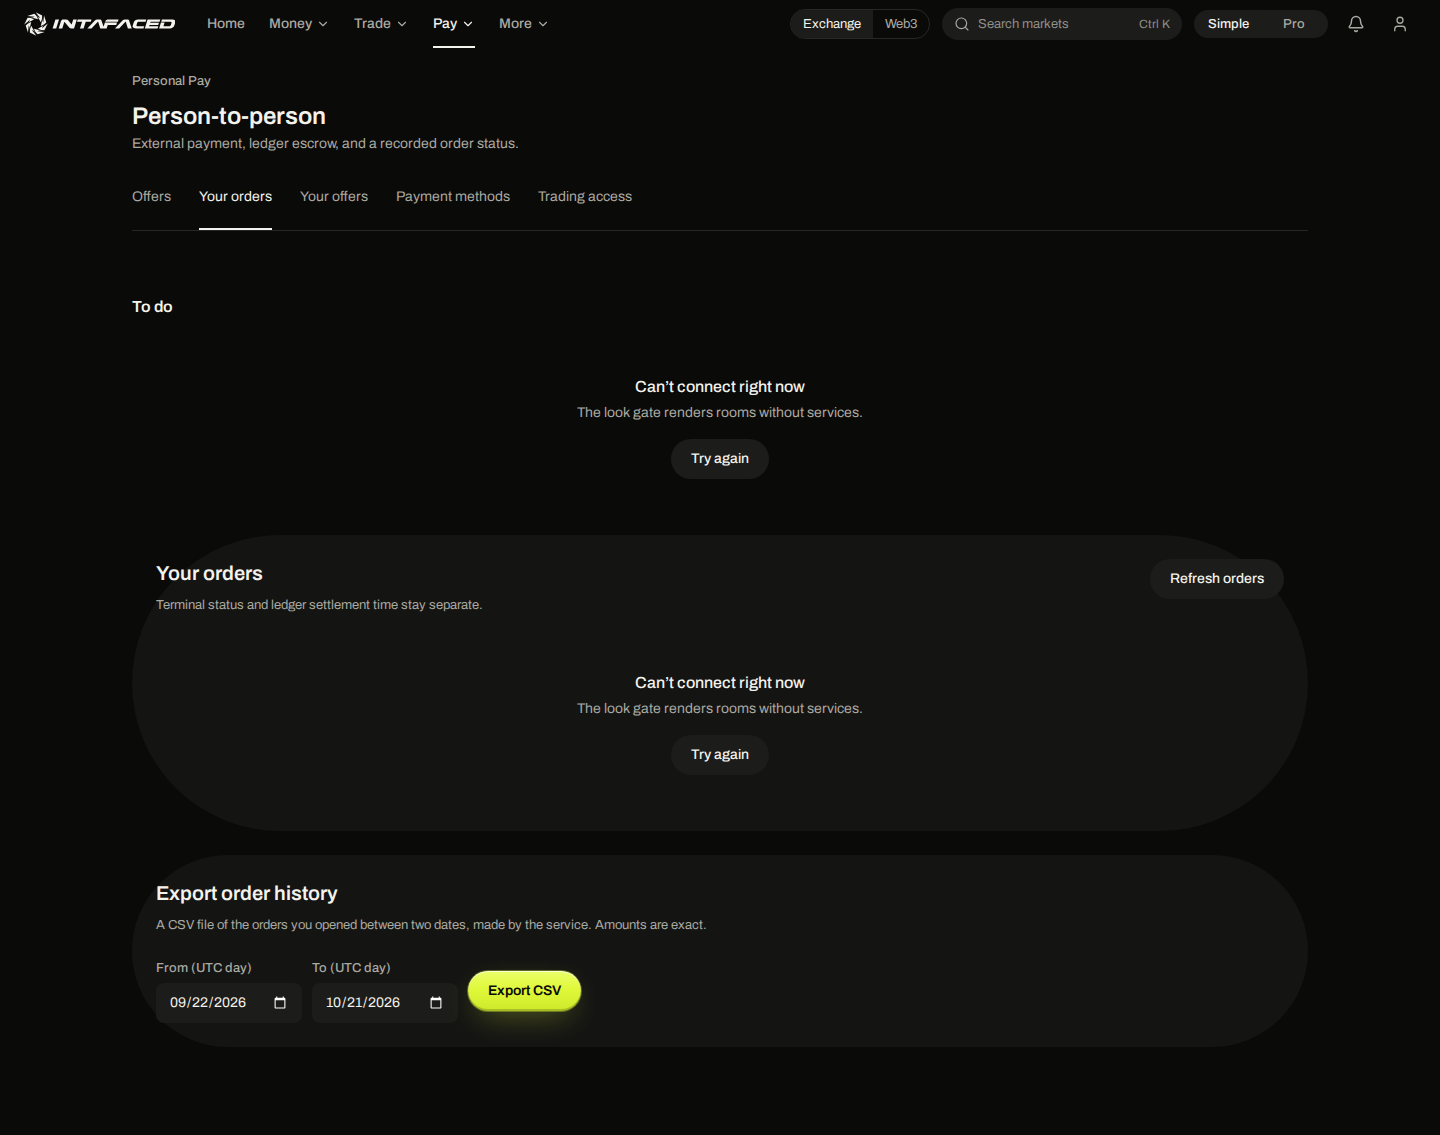 INTAFACED Home Money Trade Pay More Exchange Web3 Search markets Ctrl K Simple Pro
Personal Pay
Person-to-person
External payment, ledger escrow, and a recorded order status.
Offers Your orders Your offers Payment methods Trading access
To do
Can’t connect right now
The look gate renders rooms without services.
Try again
Your orders
Refresh orders
Terminal status and ledger settlement time stay separate.
Can’t connect right now
The look gate renders rooms without services.
Try again
Export order history
A CSV file of the orders you opened between two dates, made by the service. Amounts are exact.
From (UTC day) To (UTC day)
09/22/2026 10/21/2026 Export CSV